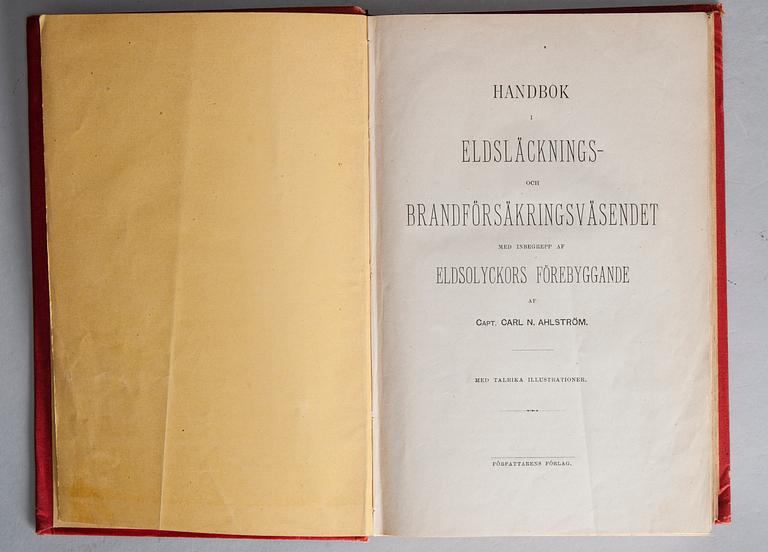 HANDBOK
I
ELDSLÄCKNINGS-
OCH
BRANDFÖRSÄKRINGSVÄSENDET
MED INBEGREPP AF
ELDSOLYCKORS FÖREBYGGANDE
AF
CAPT. CARL N. AHLSTRÖM.
MED TALRIKA ILLUSTRATIONER.
FÖRFATTARENS FÖRLAG.